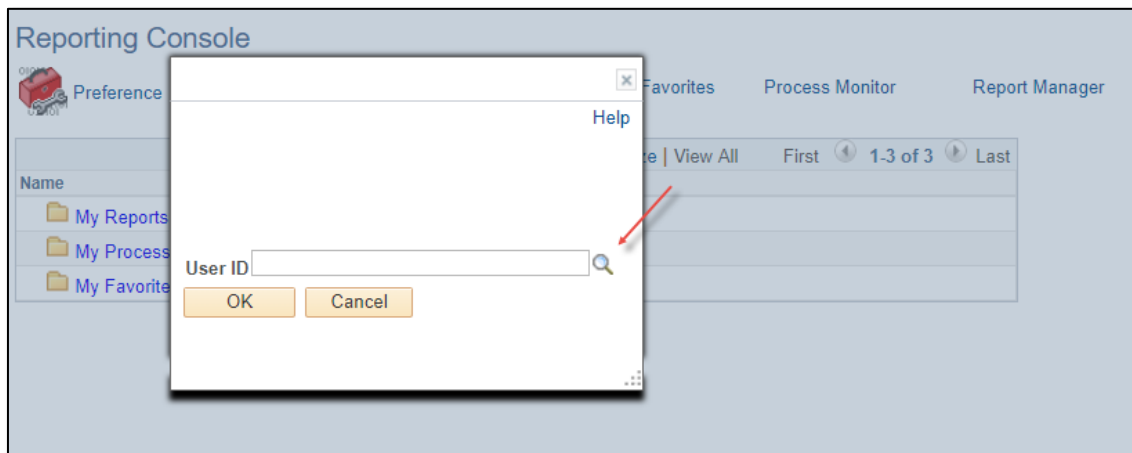 Reporting Console
Preference Favorites Process Monitor Report Manager
Help
View All First 1-3 of 3 Last
Name
My Reports
My Process
My Favorite
User ID
OK Cancel